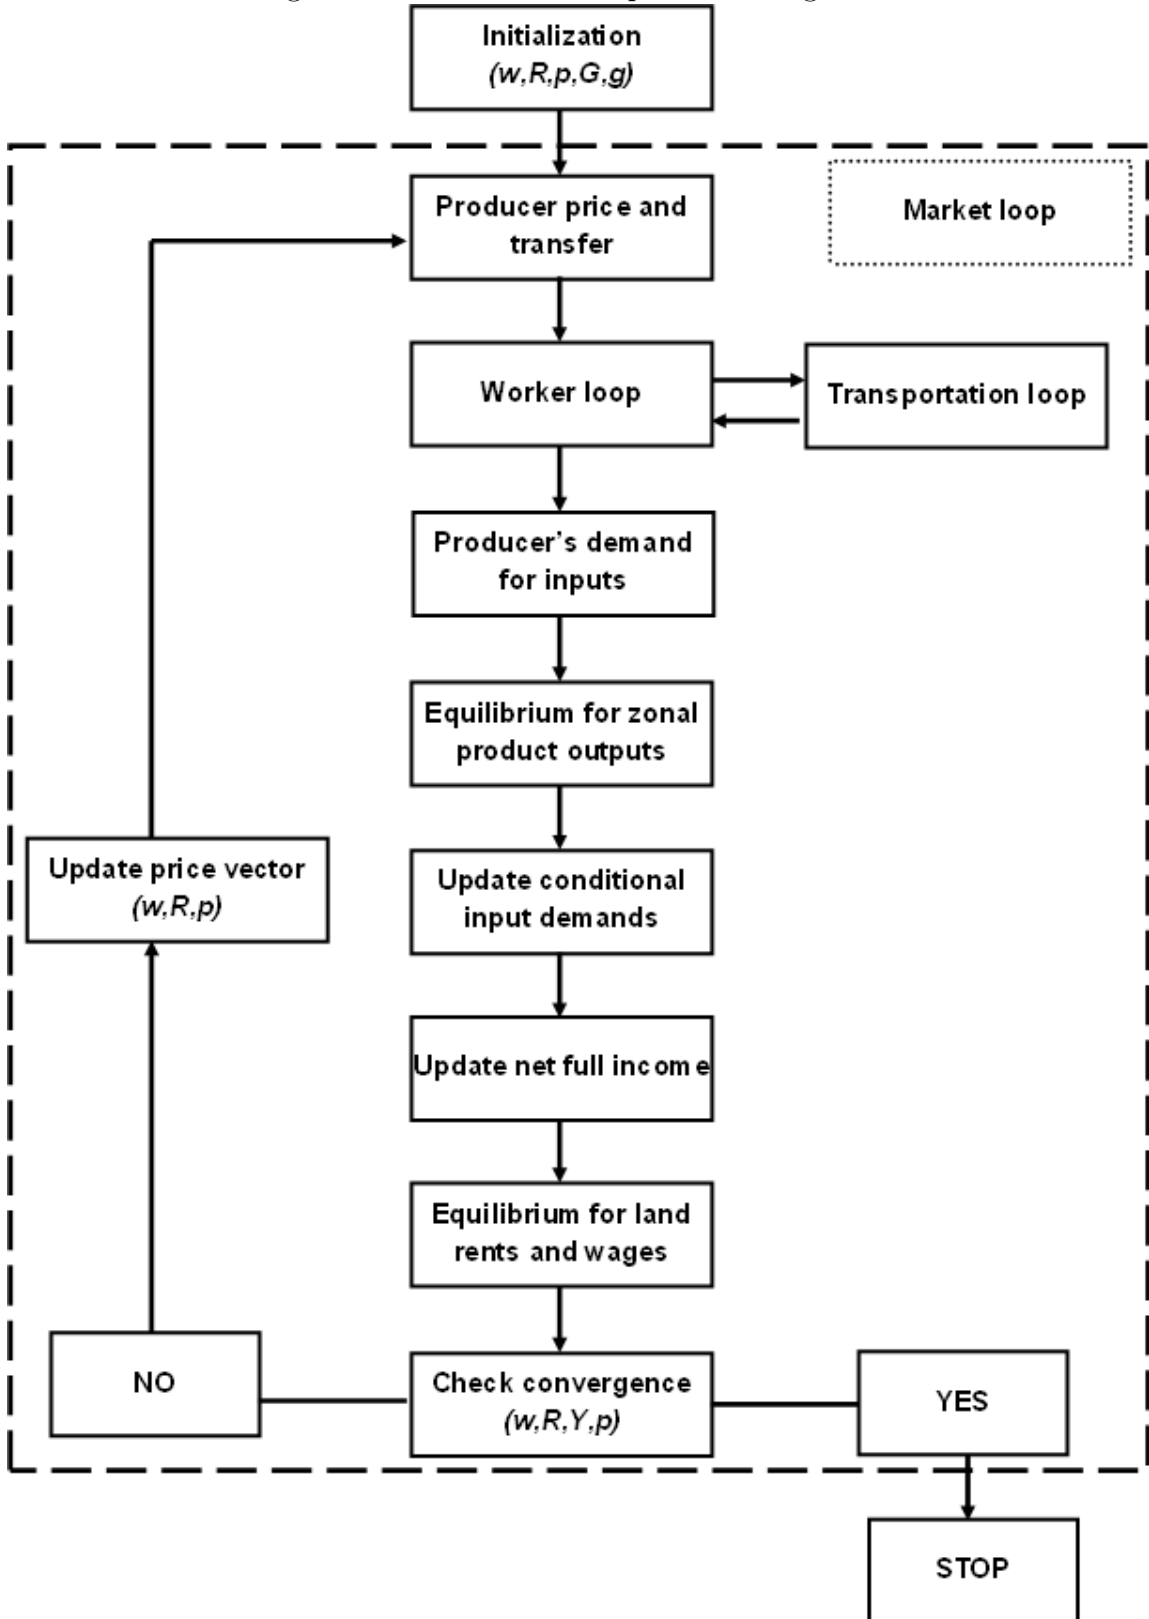 Initialization
(w,R,p,G,g)
Producer price and
transfer
Market loop
Worker loop
Transportation loop
Producer's demand
for inputs
Equilibrium for zonal
product outputs
Update price vector
(w,R,p)
Update conditional
input demands
Update net full income
Equilibrium for land
rents and wages
NO
Check convergence
(w,R,Y,p)
YES
STOP